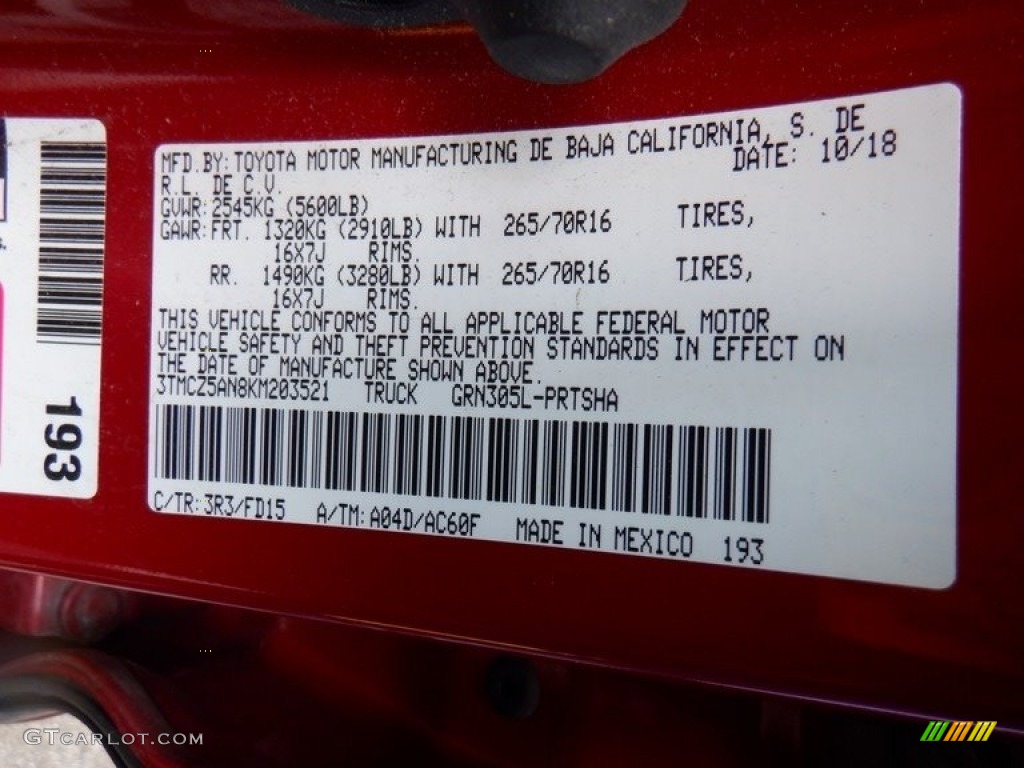 MFD.BY: TOYOTA MOTOR MANUFACTURING DE BAJA CALIFORNIA, S. DE
R.L. DE C.V. DATE: 10/18
GVWR: 2545KG (5600LB)
GAWR: FRT. 1320KG (2910LB) WITH 265/70R16 TIRES,
16X7J RIMS.
RR. 1490KG (3280LB) WITH 265/70R16 TIRES,
16X7J RIMS.
THIS VEHICLE CONFORMS TO ALL APPLICABLE FEDERAL MOTOR
VEHICLE SAFETY AND THEFT PREVENTION STANDARDS IN EFFECT ON
THE DATE OF MANUFACTURE SHOWN ABOVE.
3TMCZ5AN8KM203521 TRUCK GRN305L-PRTSHA
C/TR: 3R3/FD15 A/TM: A04D/AC60F MADE IN MEXICO 193
193
GTCARLOT.COM